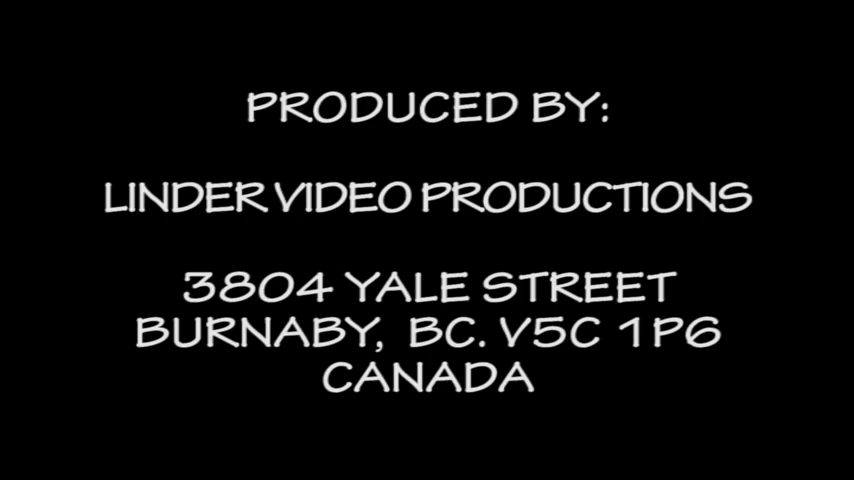 PRODUCED BY:
LINDER VIDEO PRODUCTIONS
3804 YALE STREET
BURNABY, BC. V5C 1P6
CANADA